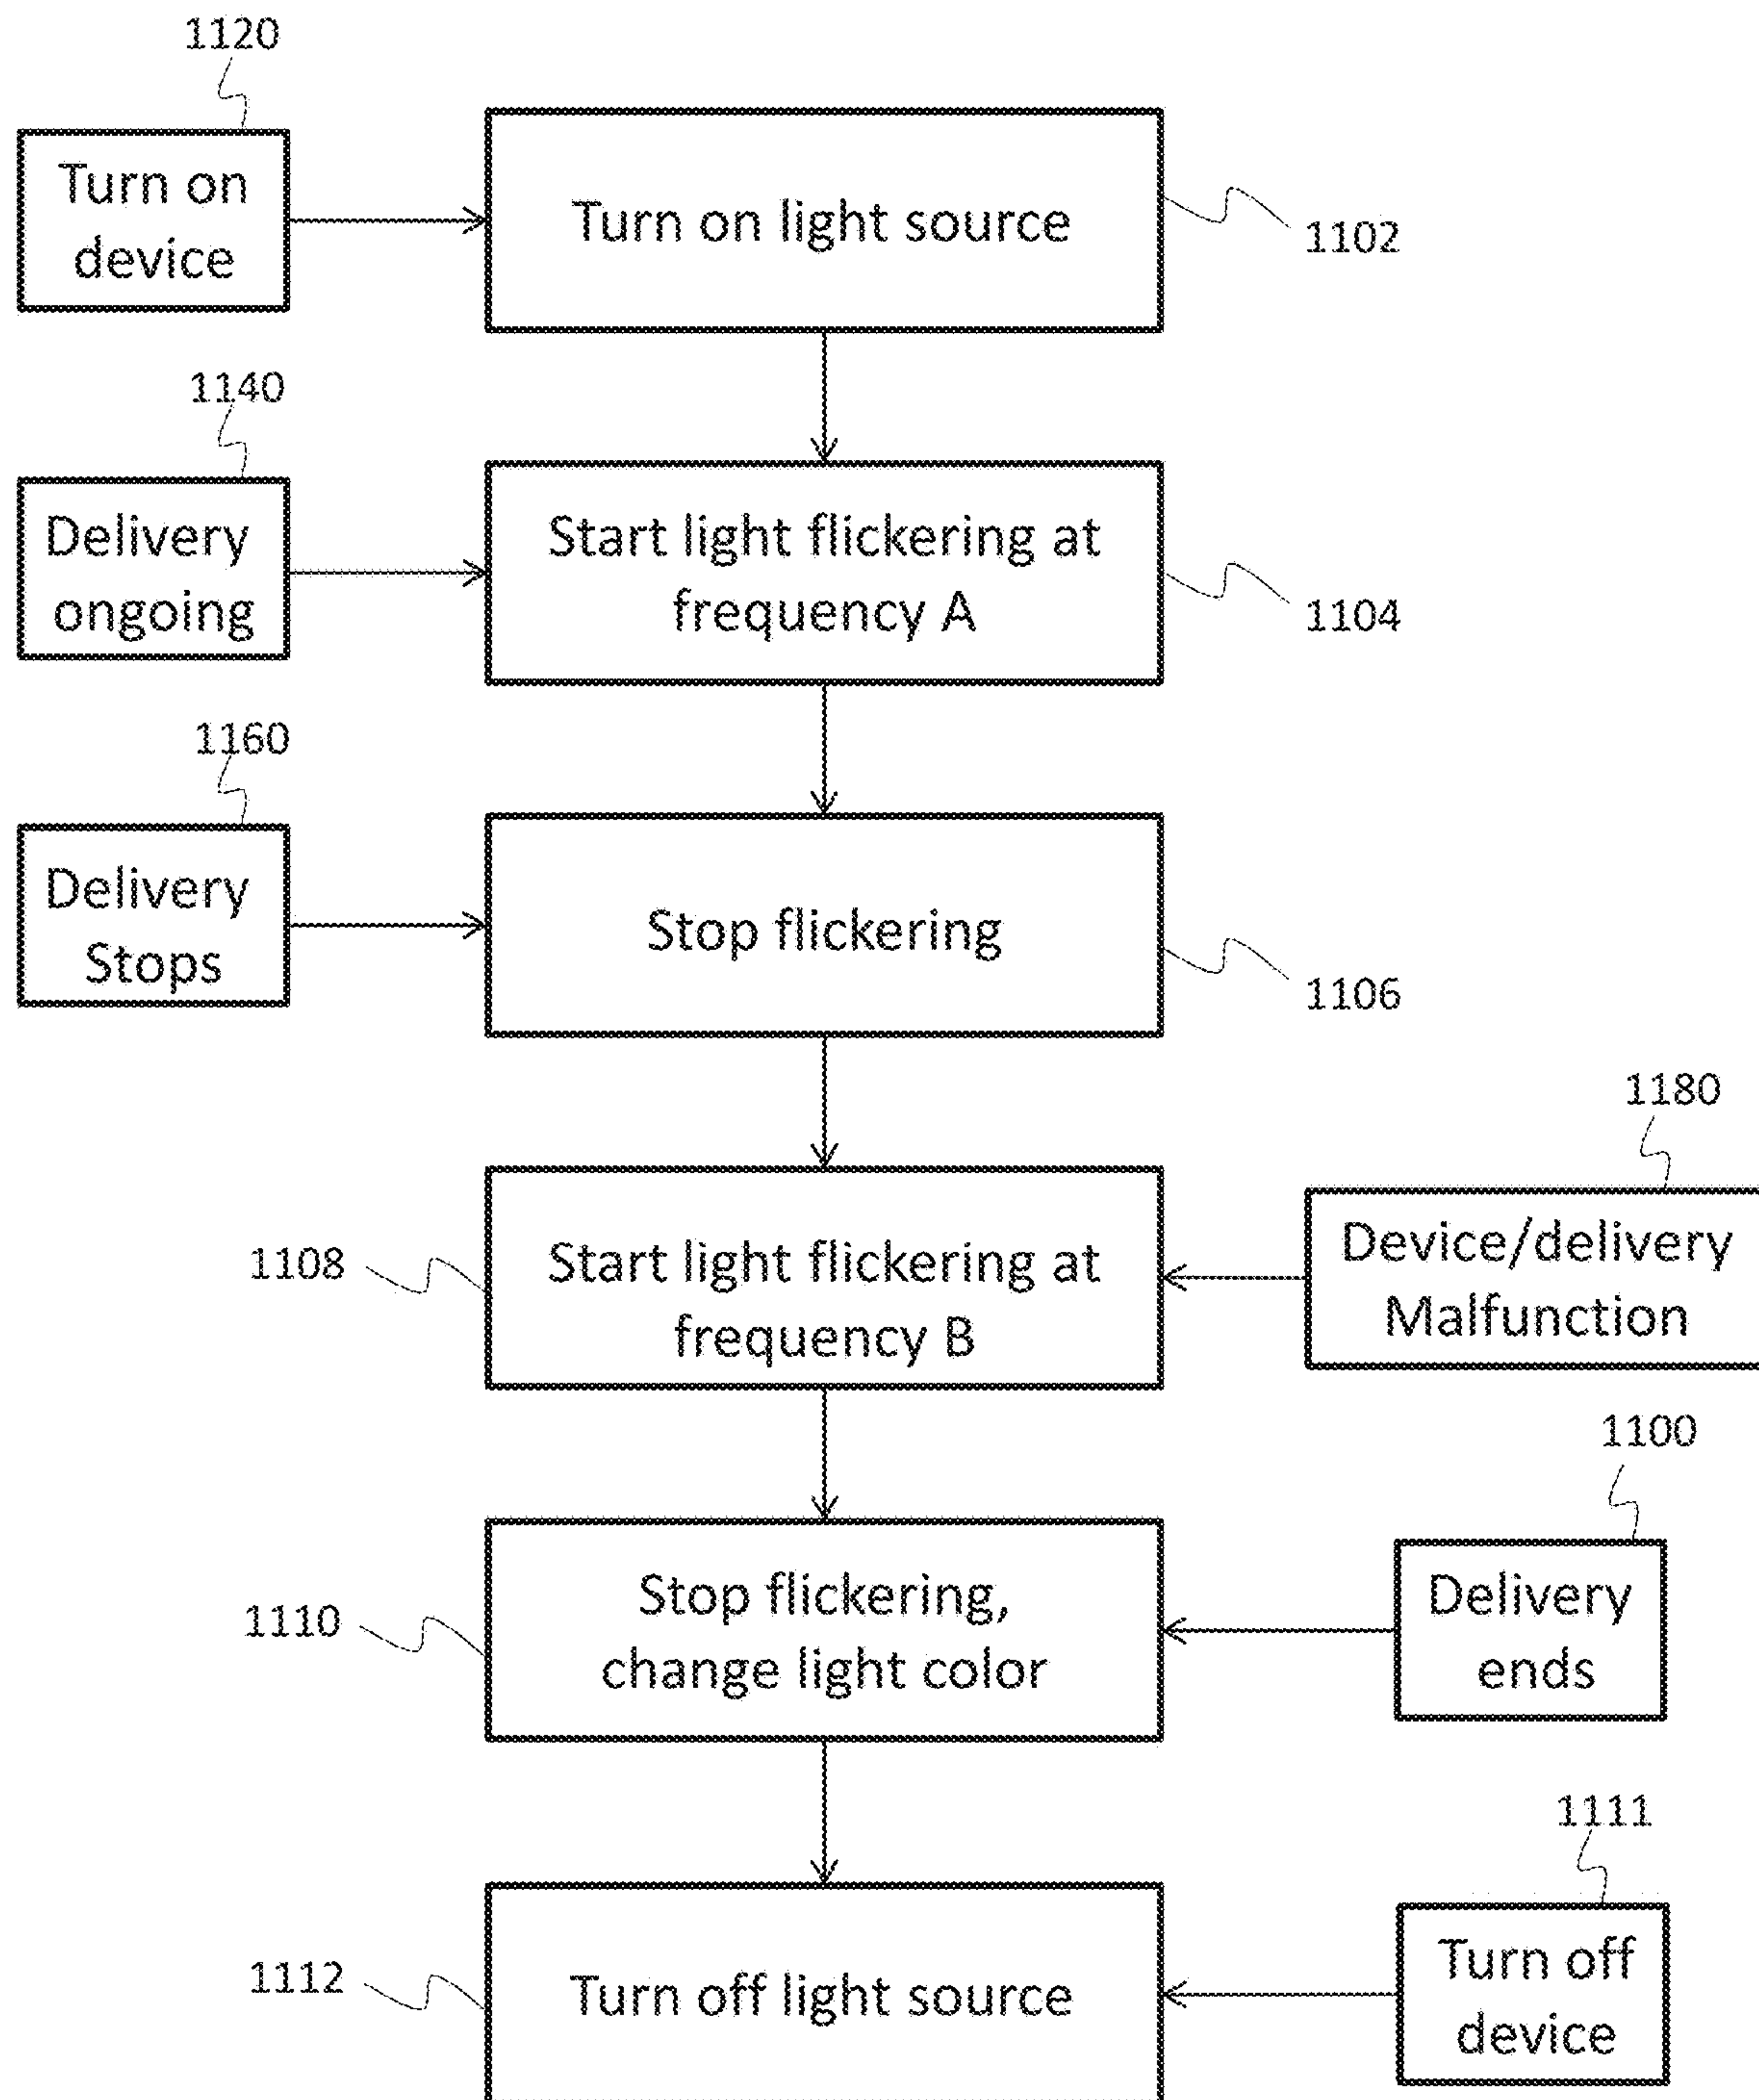 1120
Turn on
device
Turn on light source
1102
1140
Delivery
ongoing
Start light flickering at
frequency A
1104
1160
Delivery
Stops
Stop flickering
1106
1180
Device/delivery
Malfunction
1108
Start light flickering at
frequency B
1100
Delivery
ends
1110
Stop flickering,
change light color
1111
Turn off
device
1112
Turn off light source